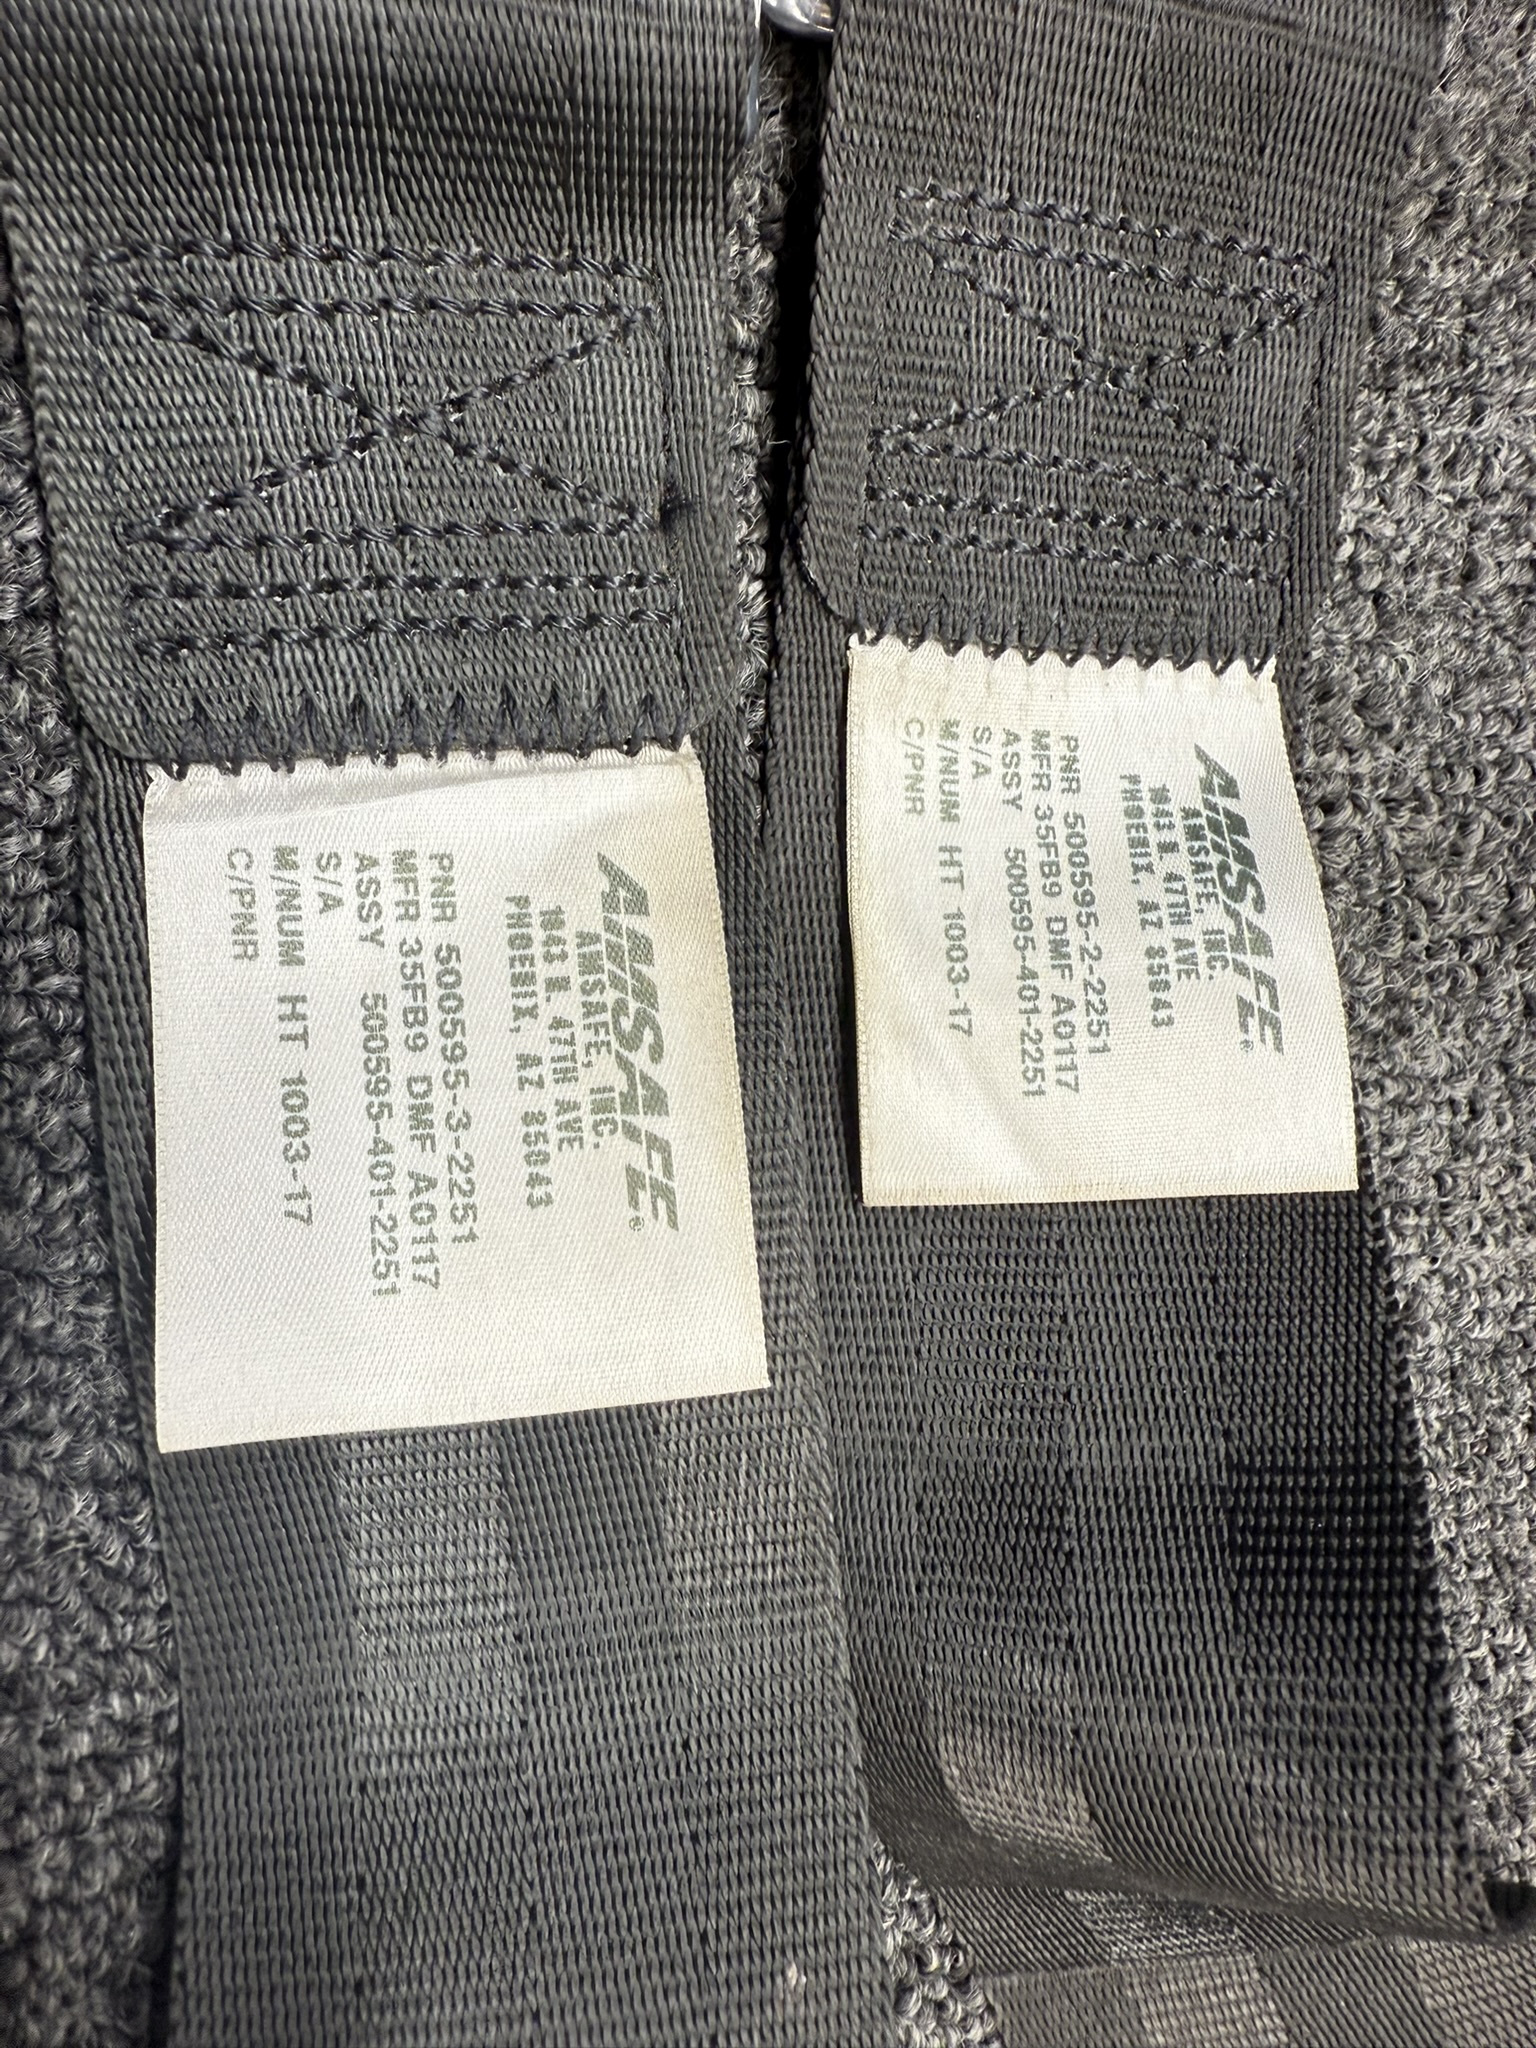 AMSAFE®
AMSAFE, INC.
1043 N. 47TH AVE
PHOENIX, AZ 85043
PNR 500595-3-2251
MFR 35FB9 DMF A0117
ASSY 500595-401-2251
S/A
M/NUM HT 1003-17
C/PNR
AMSAFE®
AMSAFE, INC.
1043 N. 47TH AVE
PHOENIX, AZ 85043
PNR 500595-2-2251
MFR 35FB9 DMF A0117
ASSY 500595-401-2251
S/A
M/NUM HT 1003-17
C/PNR